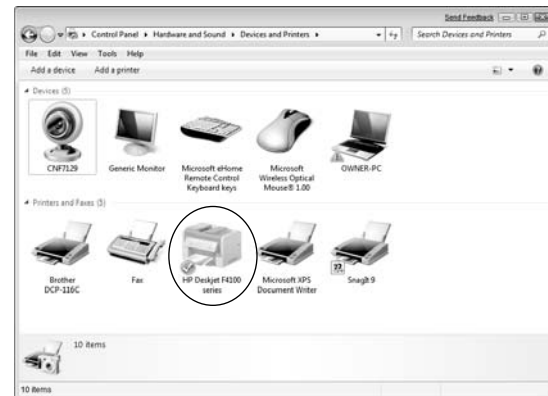 Send Feedback
Control Panel ▸ Hardware and Sound ▸ Devices and Printers ▸
Search Devices and Printers
File Edit View Tools Help
Add a device Add a printer
Devices (5)
CNF7129 Generic Monitor Microsoft eHome Microsoft OWNER-PC
Remote Control Wireless Optical
Keyboard keys Mouse® 1.00
Printers and Faxes (5)
Brother Fax HP Deskjet F4100 Microsoft XPS SnagIt 9
DCP-116C series Document Writer
10 items
10 items